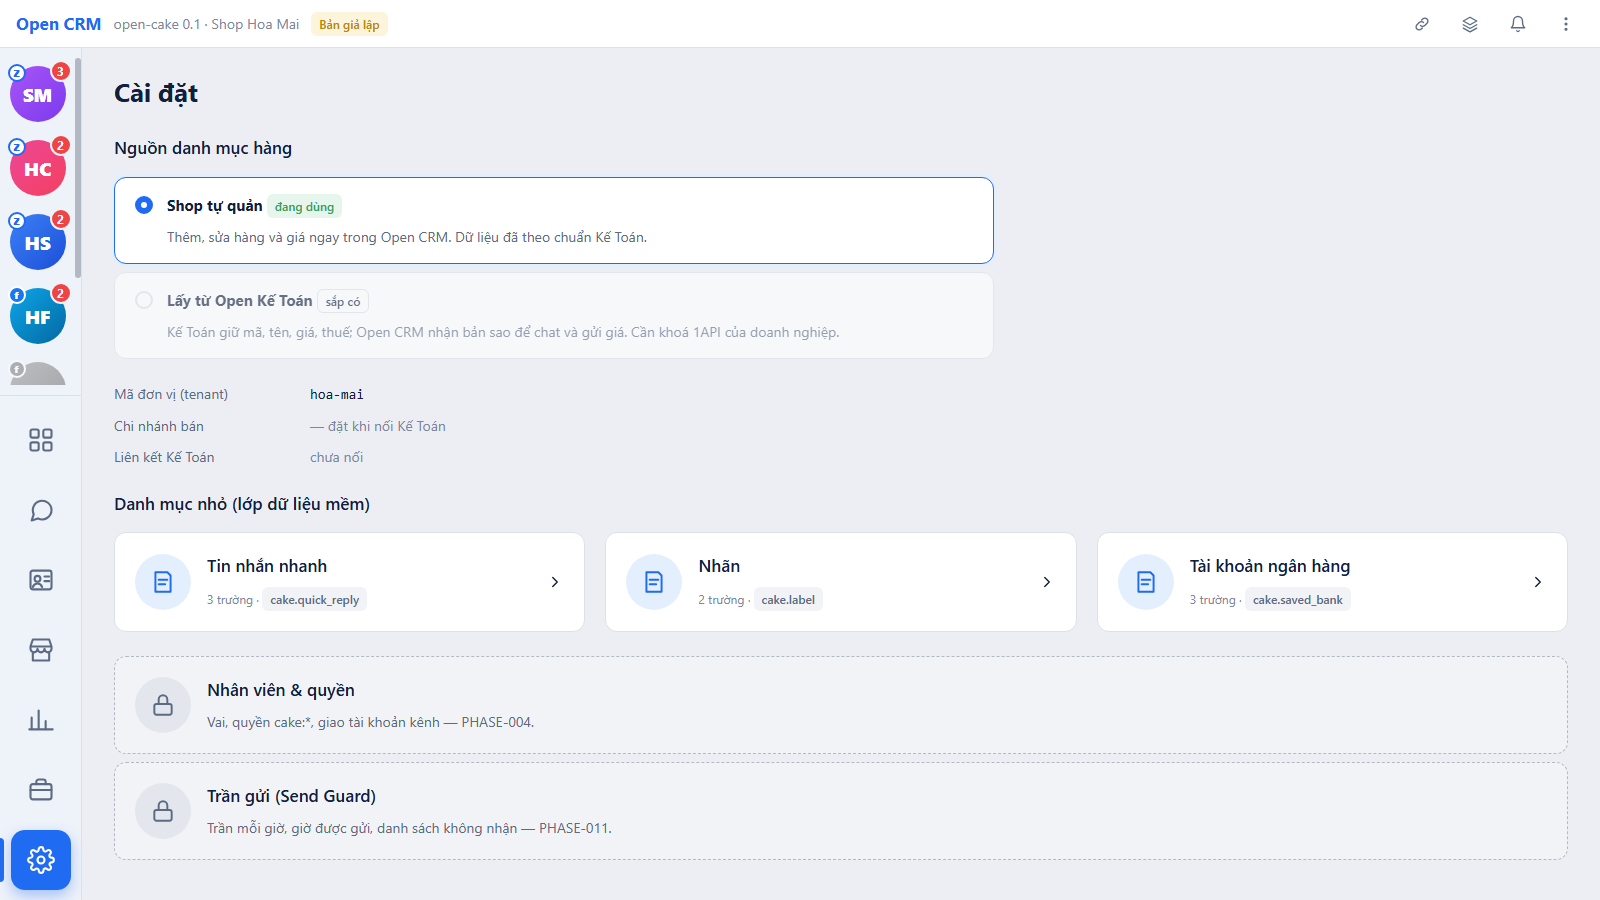 Open CRM open-cake 0.1 · Shop Hoa Mai Bản giả lập
z 3
SM
z 2
HC
z 2
HS
f 2
HF
f
Cài đặt
Nguồn danh mục hàng
Shop tự quản đang dùng
Thêm, sửa hàng và giá ngay trong Open CRM. Dữ liệu đã theo chuẩn Kế Toán.
Lấy từ Open Kế Toán sắp có
Kế Toán giữ mã, tên, giá, thuế; Open CRM nhận bản sao để chat và gửi giá. Cần khoá 1API của doanh nghiệp.
Mã đơn vị (tenant) hoa-mai
Chi nhánh bán — đặt khi nối Kế Toán
Liên kết Kế Toán chưa nối
Danh mục nhỏ (lớp dữ liệu mềm)
Tin nhắn nhanh
3 trường · cake.quick_reply
Nhãn
2 trường · cake.label
Tài khoản ngân hàng
3 trường · cake.saved_bank
Nhân viên & quyền
Vai, quyền cake:*, giao tài khoản kênh — PHASE-004.
Trần gửi (Send Guard)
Trần mỗi giờ, giờ được gửi, danh sách không nhận — PHASE-011.